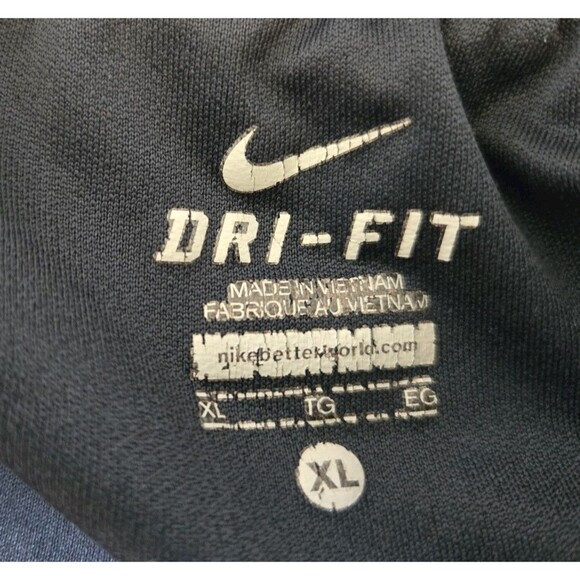 DRI-FIT
MADE IN VIETNAM
FABRIQUE AU VIETNAM
nikebetterworld.com
XL TG EG
XL